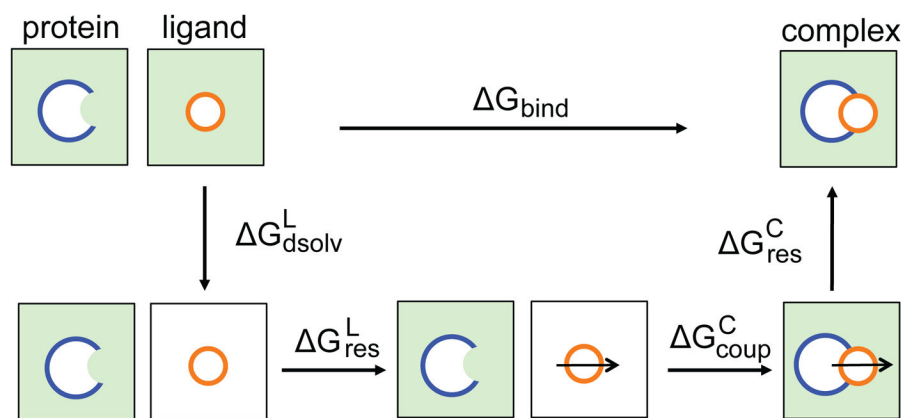 protein ligand complex
ΔG_bind
ΔG^L_dsolv
ΔG^C_res
ΔG^L_res
ΔG^C_coup